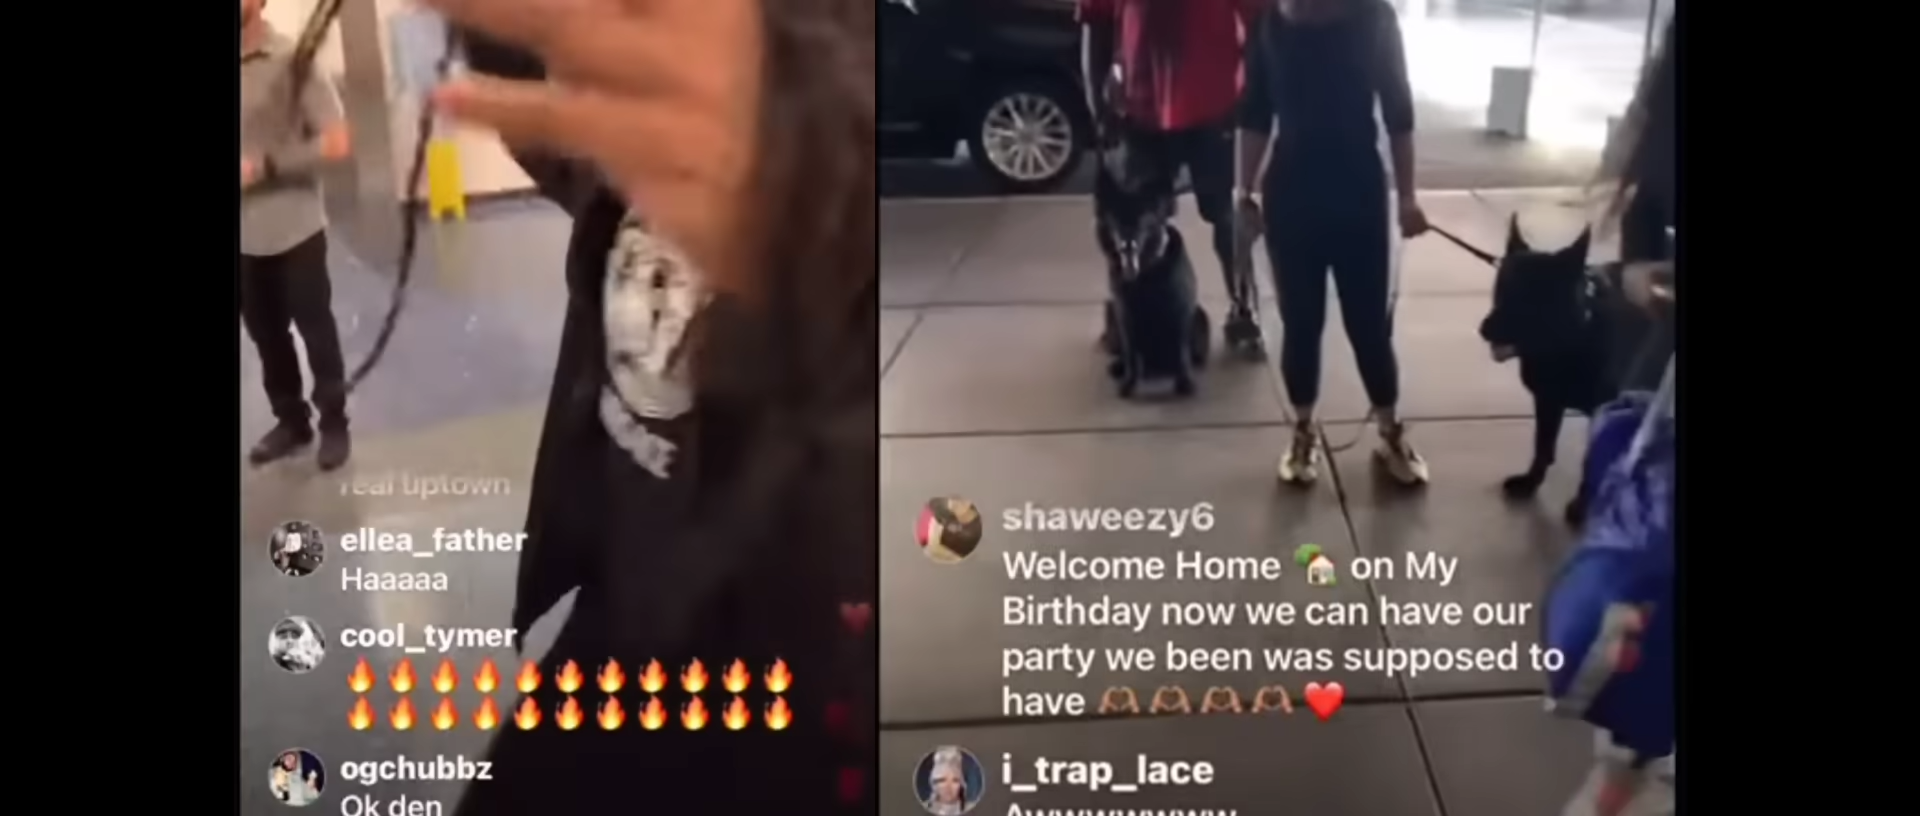 real uptown
ellea_father
Haaaaa
cool_tymer
🔥🔥🔥🔥🔥🔥🔥🔥🔥🔥🔥
🔥🔥🔥🔥🔥🔥🔥🔥🔥🔥🔥
ogchubbz
Ok den
shaweezy6
Welcome Home 🏡 on My
Birthday now we can have our
party we been was supposed to
have 🫶🏽🫶🏽🫶🏽🫶🏽❤️
i_trap_lace
Awwwwwww